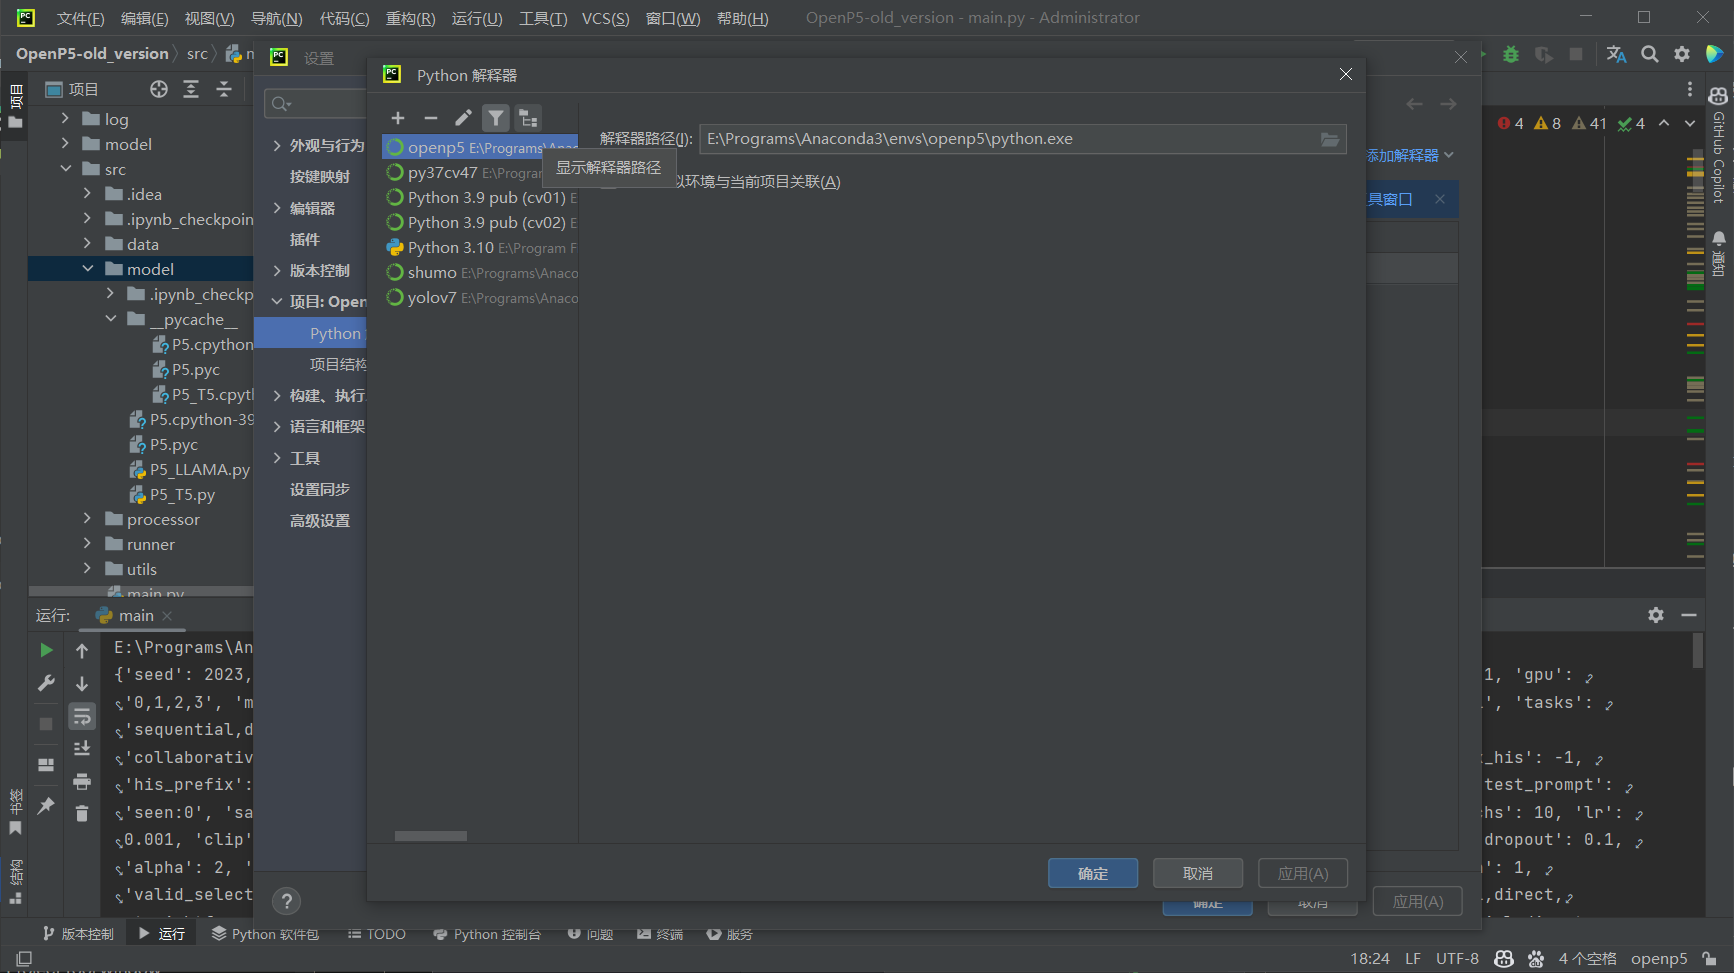 文件(F) 编辑(E) 视图(V) 导航(N) 代码(C) 重构(R) 运行(U) 工具(T) VCS(S) 窗口(W) 帮助(H) OpenP5-old_version - main.py - Administrator
OpenP5-old_version src
设置
Python 解释器
项目
项目
log
model
src
.idea
.ipynb_checkpoin
data
model
.ipynb_checkp
__pycache__
P5.cpython
P5.pyc
P5_T5.cpyt
P5.cpython-39
P5.pyc
P5_LLAMA.py
P5_T5.py
processor
runner
utils
main.py
外观与行为
按键映射
编辑器
插件
版本控制
项目: Open
Python
项目结构
构建、执行
语言和框架
工具
设置同步
高级设置
openp5 E:\Programs\Anac
py37cv47 E:\Progran
Python 3.9 pub (cv01) E
Python 3.9 pub (cv02) E
Python 3.10 E:\Program F
shumo E:\Programs\Anaco
yolov7 E:\Programs\Anaco
解释器路径(I): E:\Programs\Anaconda3\envs\openp5\python.exe
显示解释器路径
以环境与当前项目关联(A)
添加解释器
具窗口
4 8 41 4
GitHub Copilot
通知
确定 取消 应用(A)
确定 取消 应用(A)
运行: main
E:\Programs\An
{'seed': 2023, 1, 'gpu':
'0,1,2,3', 'm ', 'tasks':
'sequential,d
'collaborativ _his': -1,
'his_prefix': test_prompt':
'seen:0', 'sa hs': 10, 'lr':
0.001, 'clip' dropout': 0.1,
'alpha': 2, ' ': 1,
'valid_select ,direct,
书签
结构
版本控制 运行 Python 软件包 TODO Python 控制台 问题 终端 服务
18:24 LF UTF-8 4 个空格 openp5